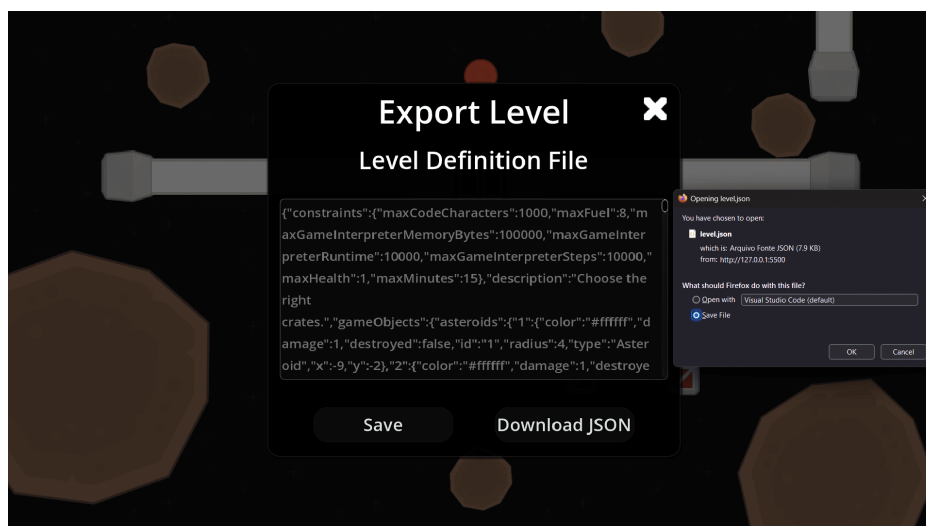 Export Level
Level Definition File
{"constraints":{"maxCodeCharacters":1000,"maxFuel":8,"m
axGameInterpreterMemoryBytes":100000,"maxGameInter
preterRuntime":10000,"maxGameInterpreterSteps":10000,"
maxHealth":1,"maxMinutes":15},"description":"Choose the
right
crates.","gameObjects":{"asteroids":{"1":{"color":"#ffffff","d
amage":1,"destroyed":false,"id":"1","radius":4,"type":"Aster
oid","x":-9,"y":-2},"2":{"color":"#ffffff","damage":1,"destroye
Save
Download JSON
Opening level.json
You have chosen to open:
level.json
which is: Arquivo Fonte JSON (7.9 KB)
from: http://127.0.0.1:5500
What should Firefox do with this file?
Open with Visual Studio Code (default)
Save File
OK
Cancel